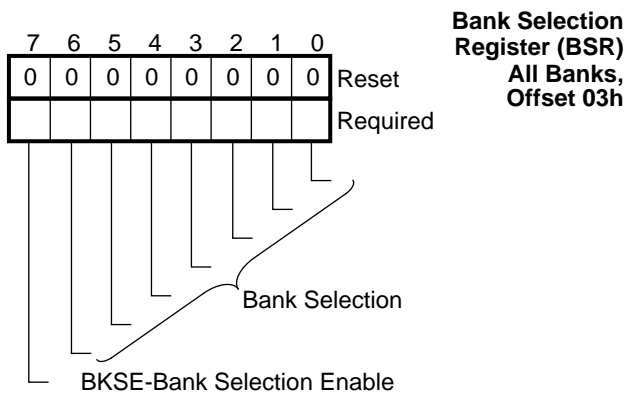 Bank Selection
Register (BSR)
All Banks,
Offset 03h
7 6 5 4 3 2 1 0
0 0 0 0 0 0 0 0 Reset
Required
Bank Selection
BKSE-Bank Selection Enable